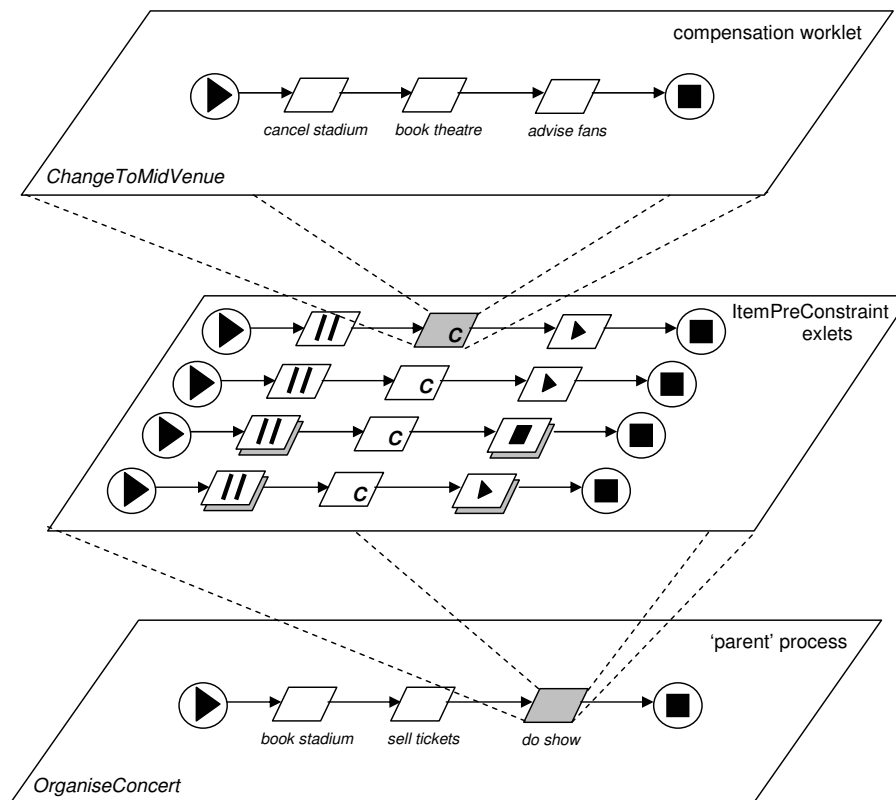 compensation worklet
cancel stadium
book theatre
advise fans
ChangeToMidVenue
ItemPreConstraint
exlets
C
C
C
C
'parent' process
book stadium
sell tickets
do show
OrganiseConcert